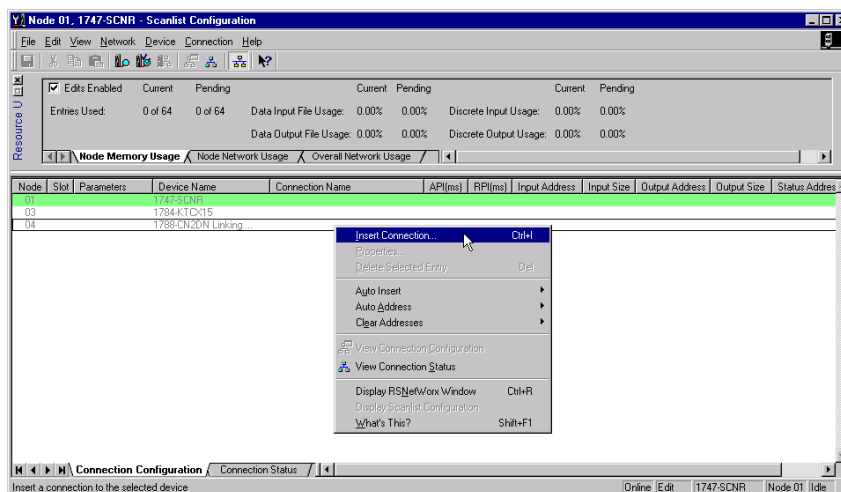 Node 01, 1747-SCNR - Scanlist Configuration
File Edit View Network Device Connection Help
Edits Enabled Current Pending Current Pending Current Pending
Entries Used: 0 of 64 0 of 64 Data Input File Usage: 0.00% 0.00% Discrete Input Usage: 0.00% 0.00%
Data Output File Usage: 0.00% 0.00% Discrete Output Usage: 0.00% 0.00%
Resource U
Node Memory Usage Node Network Usage Overall Network Usage
Node Slot Parameters Device Name Connection Name API(ms) RPI(ms) Input Address Input Size Output Address Output Size Status Addres
01 1747-SCNR
03 1784-KTCX15
04 1788-CN2DN Linking ...
Insert Connection... Ctrl+I
Properties...
Delete Selected Entry Del
Auto Insert
Auto Address
Clear Addresses
View Connection Configuration
View Connection Status
Display RSNetWorx Window Ctrl+R
Display Scanlist Configuration
What's This? Shift+F1
Connection Configuration Connection Status
Insert a connection to the selected device Online Edit 1747-SCNR Node 01 Idle